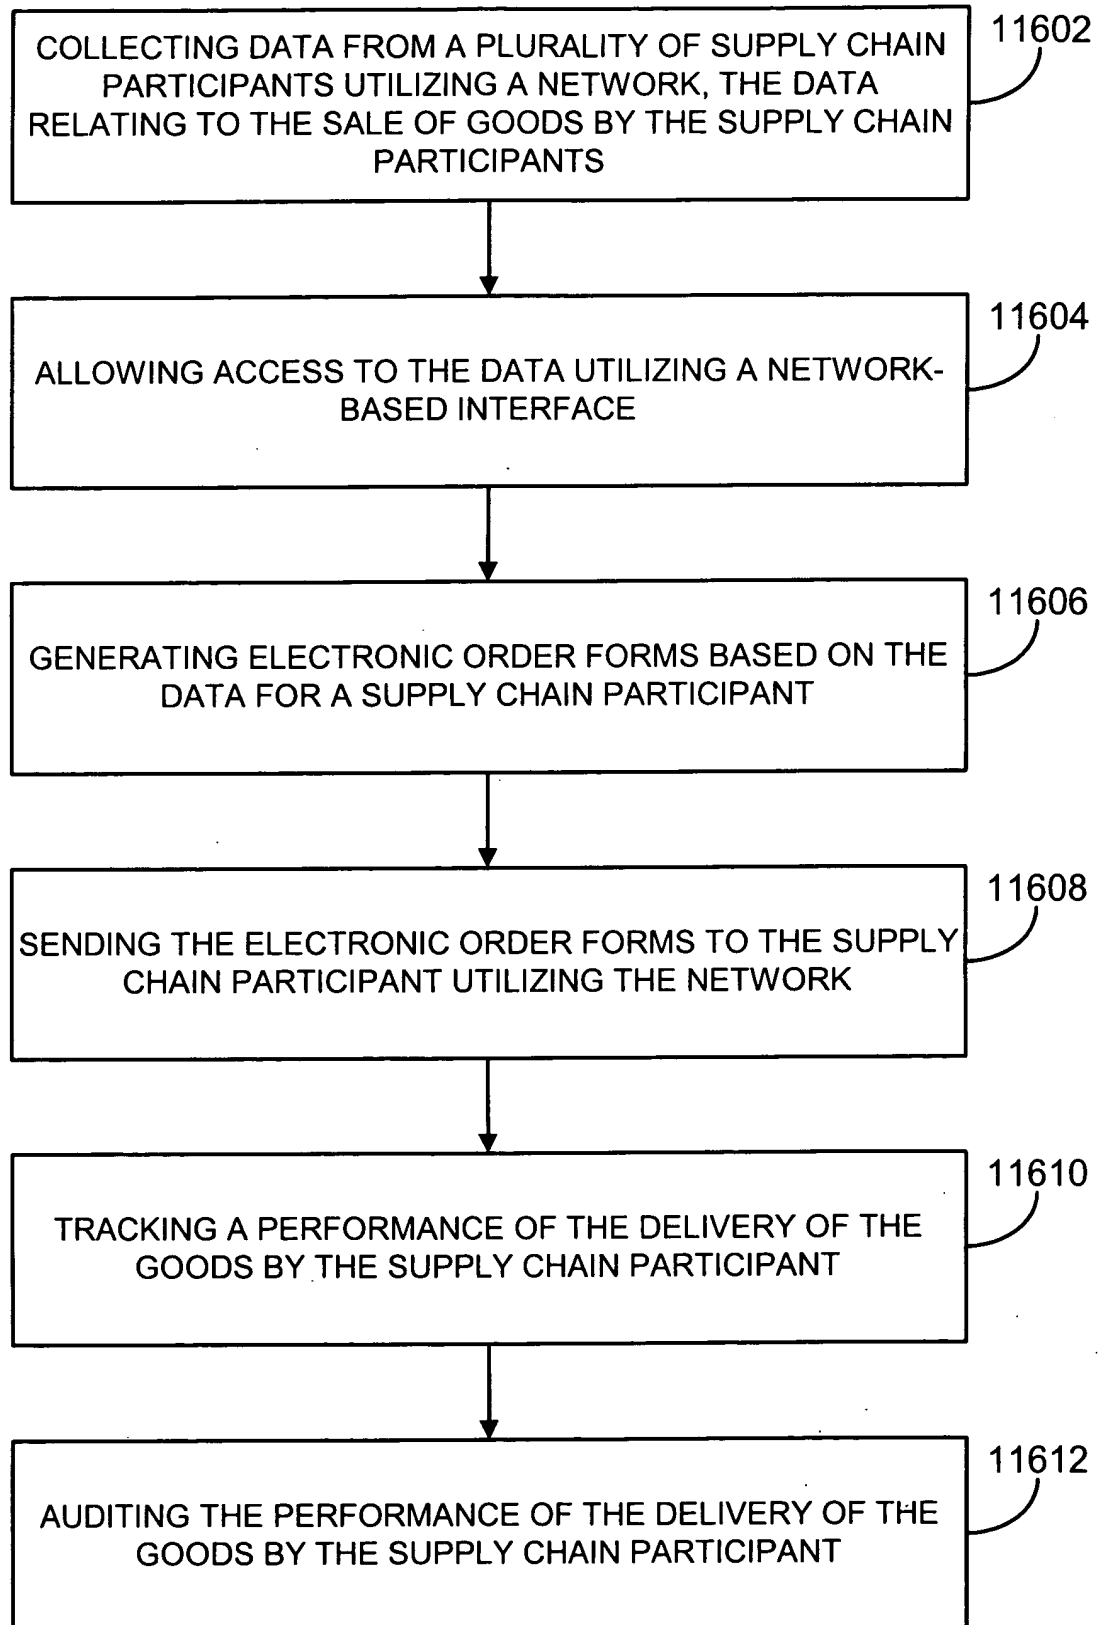 11602
COLLECTING DATA FROM A PLURALITY OF SUPPLY CHAIN
PARTICIPANTS UTILIZING A NETWORK, THE DATA
RELATING TO THE SALE OF GOODS BY THE SUPPLY CHAIN
PARTICIPANTS
11604
ALLOWING ACCESS TO THE DATA UTILIZING A NETWORK-
BASED INTERFACE
11606
GENERATING ELECTRONIC ORDER FORMS BASED ON THE
DATA FOR A SUPPLY CHAIN PARTICIPANT
11608
SENDING THE ELECTRONIC ORDER FORMS TO THE SUPPLY
CHAIN PARTICIPANT UTILIZING THE NETWORK
11610
TRACKING A PERFORMANCE OF THE DELIVERY OF THE
GOODS BY THE SUPPLY CHAIN PARTICIPANT
11612
AUDITING THE PERFORMANCE OF THE DELIVERY OF THE
GOODS BY THE SUPPLY CHAIN PARTICIPANT